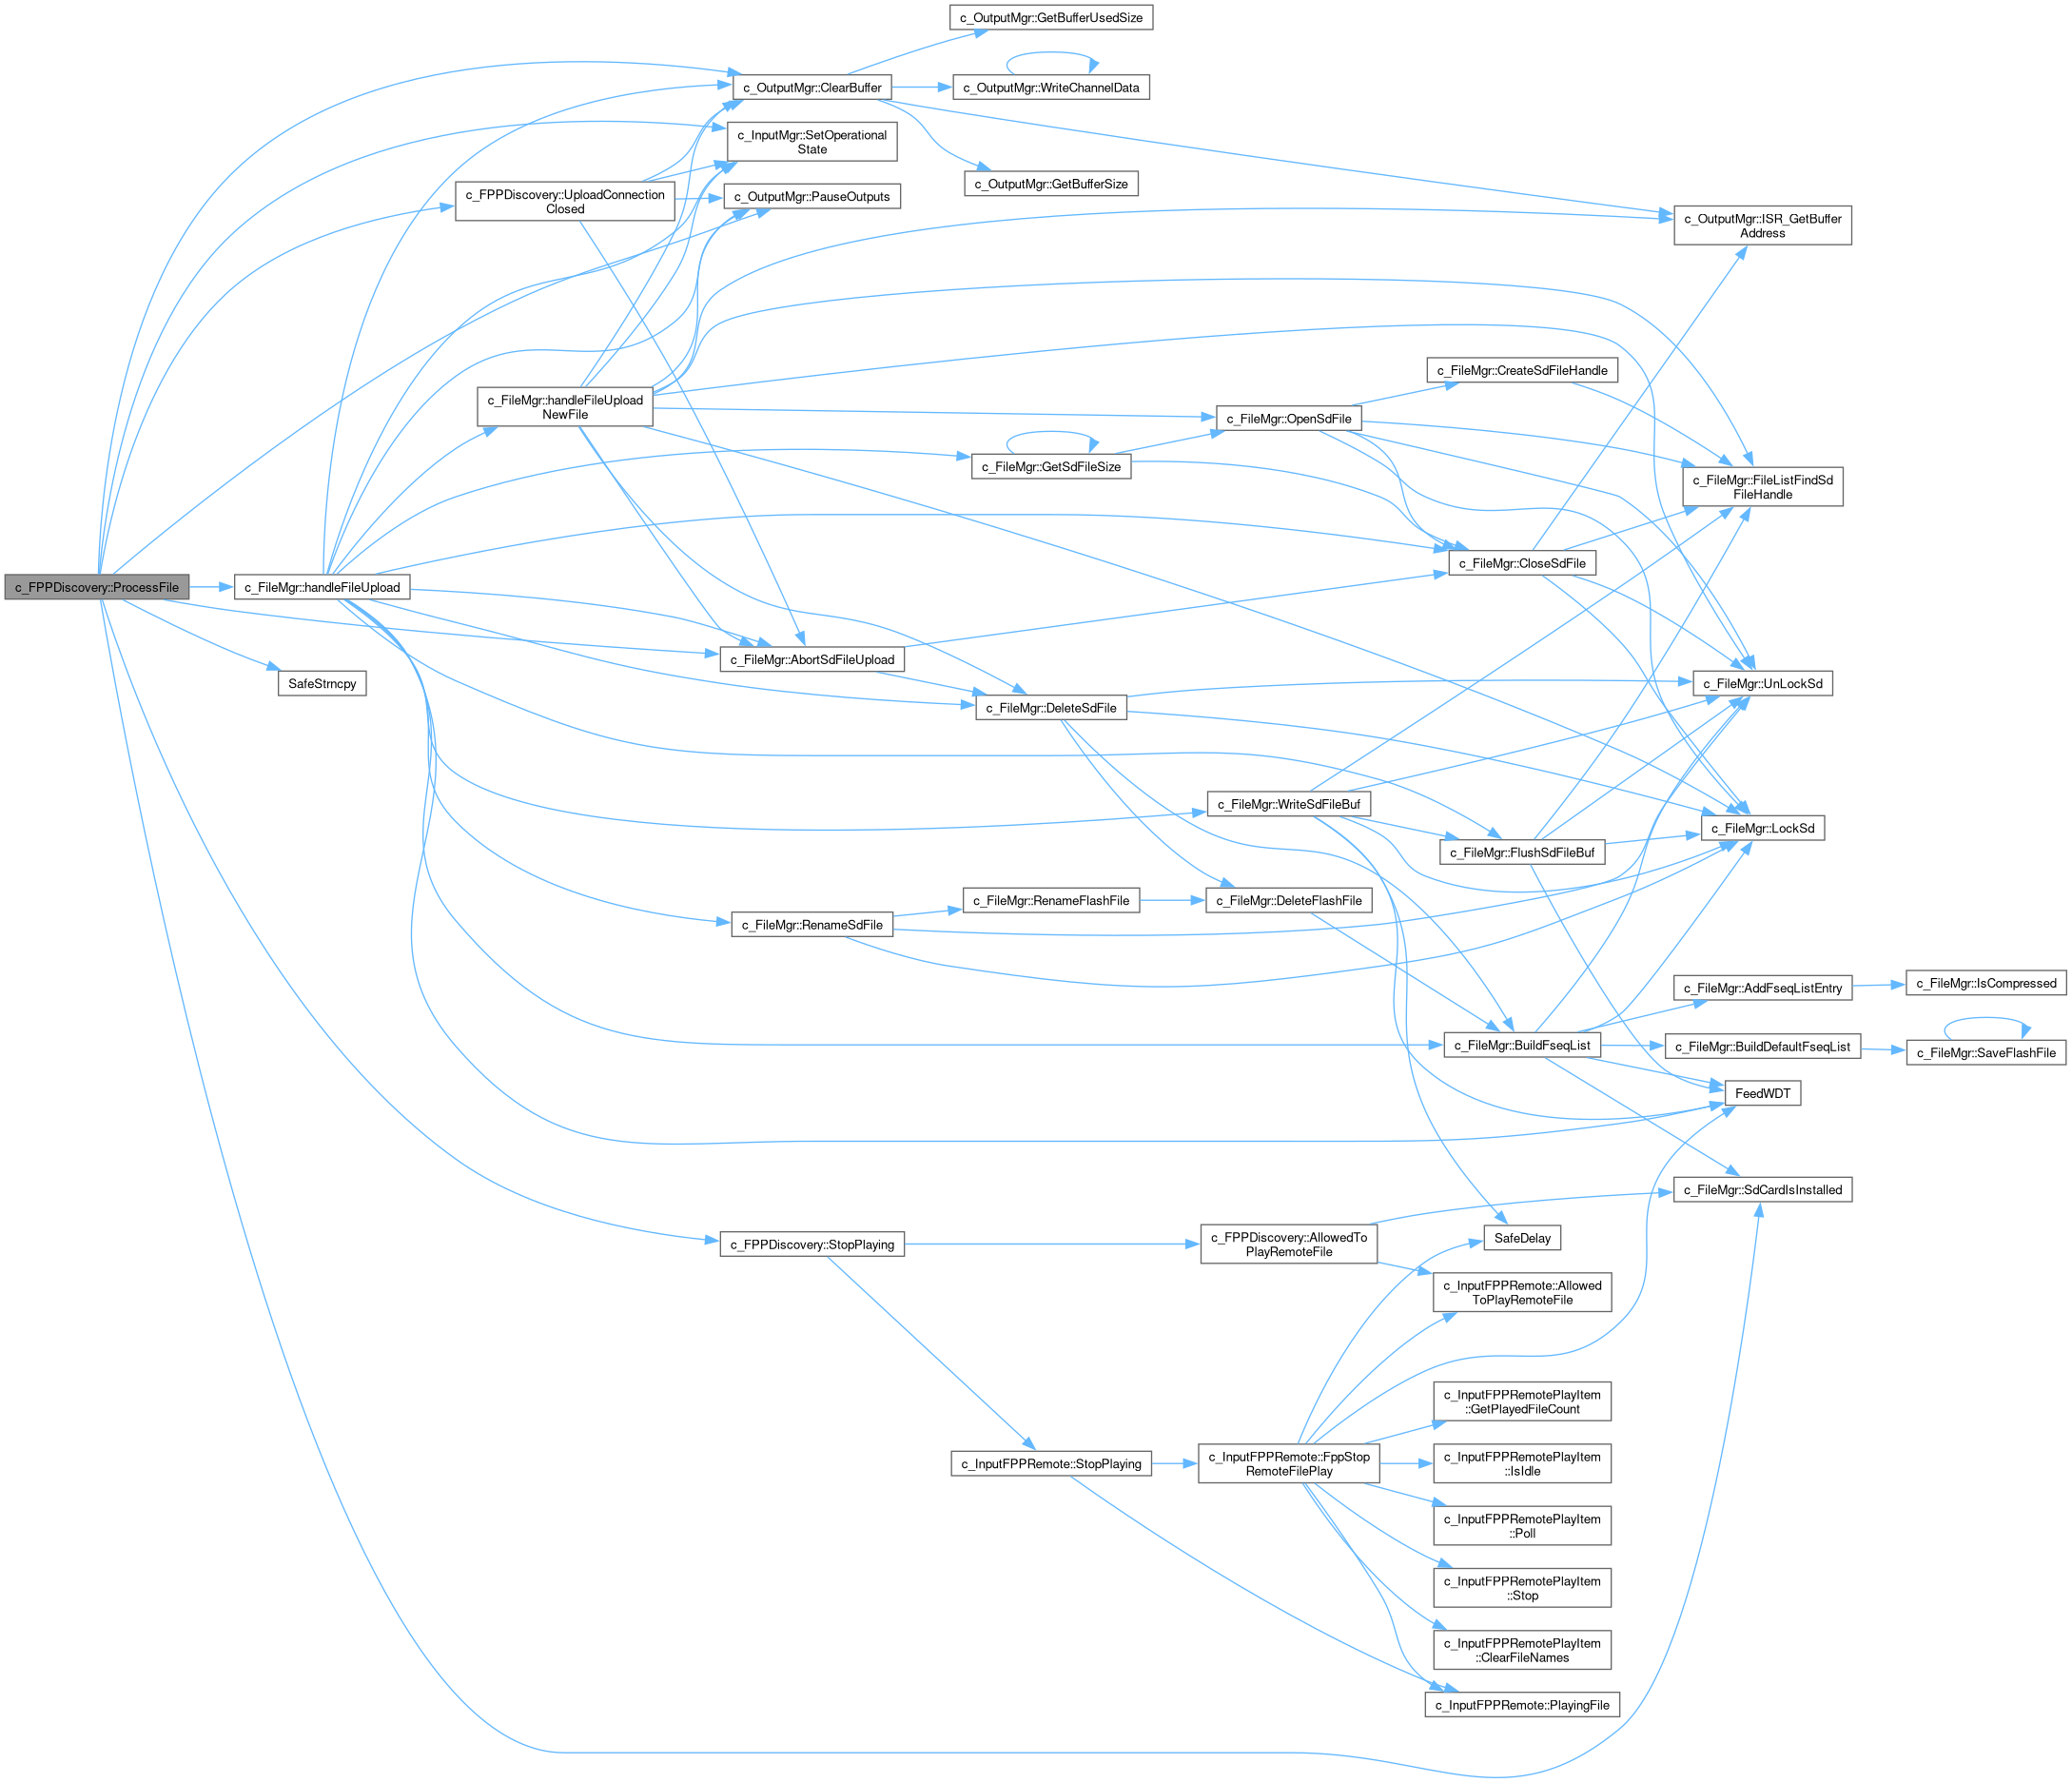 c_OutputMgr::GetBufferUsedSize
c_OutputMgr::ClearBuffer
c_OutputMgr::WriteChannelData
c_InputMgr::SetOperational
State
c_OutputMgr::GetBufferSize
c_FPPDiscovery::UploadConnection
Closed
c_OutputMgr::PauseOutputs
c_OutputMgr::ISR_GetBuffer
Address
c_FileMgr::CreateSdFileHandle
c_FileMgr::handleFileUpload
NewFile
c_FileMgr::OpenSdFile
c_FileMgr::GetSdFileSize
c_FileMgr::FileListFindSd
FileHandle
c_FileMgr::CloseSdFile
c_FPPDiscovery::ProcessFile
c_FileMgr::handleFileUpload
c_FileMgr::AbortSdFileUpload
SafeStrncpy
c_FileMgr::UnLockSd
c_FileMgr::DeleteSdFile
c_FileMgr::WriteSdFileBuf
c_FileMgr::LockSd
c_FileMgr::FlushSdFileBuf
c_FileMgr::RenameFlashFile
c_FileMgr::DeleteFlashFile
c_FileMgr::RenameSdFile
c_FileMgr::AddFseqListEntry
c_FileMgr::IsCompressed
c_FileMgr::BuildFseqList
c_FileMgr::BuildDefaultFseqList
c_FileMgr::SaveFlashFile
FeedWDT
c_FileMgr::SdCardIsInstalled
c_FPPDiscovery::StopPlaying
c_FPPDiscovery::AllowedTo
PlayRemoteFile
SafeDelay
c_InputFPPRemote::Allowed
ToPlayRemoteFile
c_InputFPPRemotePlayItem
::GetPlayedFileCount
c_InputFPPRemote::StopPlaying
c_InputFPPRemote::FppStop
RemoteFilePlay
c_InputFPPRemotePlayItem
::IsIdle
c_InputFPPRemotePlayItem
::Poll
c_InputFPPRemotePlayItem
::Stop
c_InputFPPRemotePlayItem
::ClearFileNames
c_InputFPPRemote::PlayingFile